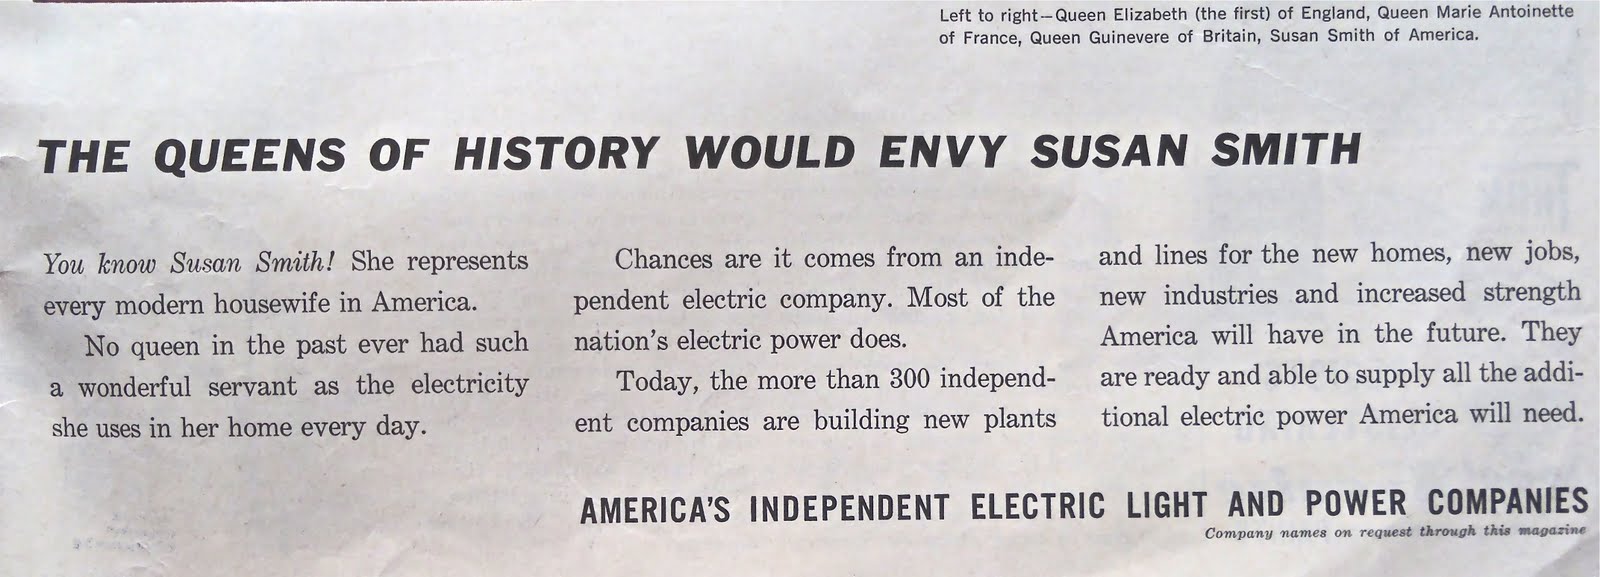 Left to right—Queen Elizabeth (the first) of England, Queen Marie Antoinette
of France, Queen Guinevere of Britain, Susan Smith of America.
THE QUEENS OF HISTORY WOULD ENVY SUSAN SMITH
You know Susan Smith! She represents
every modern housewife in America.
No queen in the past ever had such
a wonderful servant as the electricity
she uses in her home every day.
Chances are it comes from an inde-
pendent electric company. Most of the
nation's electric power does.
Today, the more than 300 independ-
ent companies are building new plants
and lines for the new homes, new jobs,
new industries and increased strength
America will have in the future. They
are ready and able to supply all the addi-
tional electric power America will need.
AMERICA'S INDEPENDENT ELECTRIC LIGHT AND POWER COMPANIES
Company names on request through this magazine